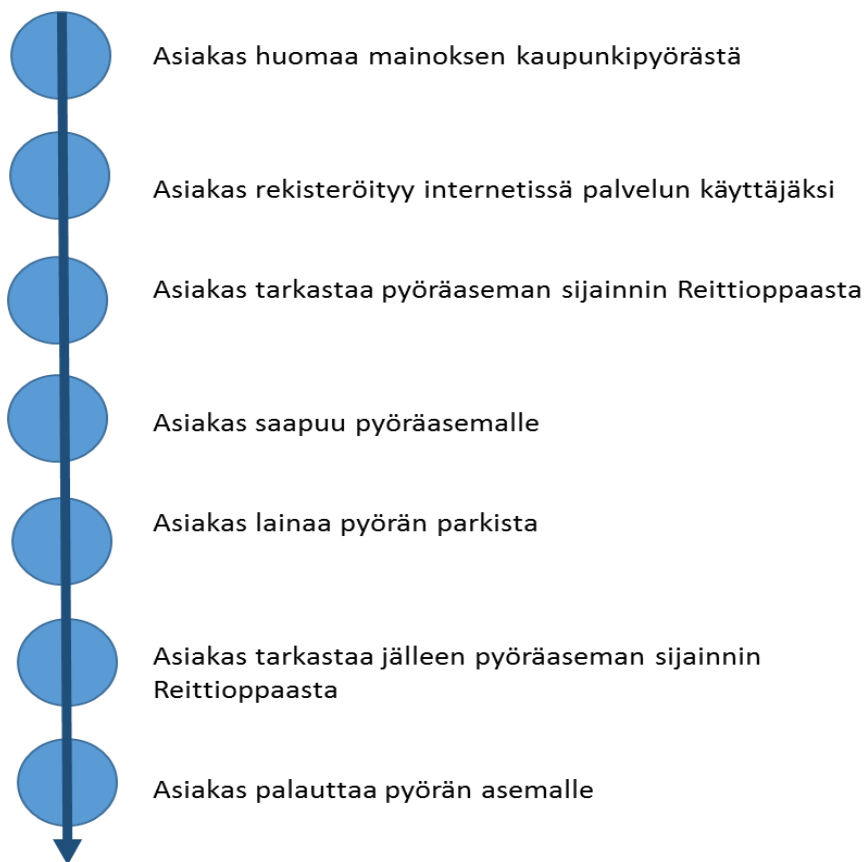 Asiakas huomaa mainoksen kaupunkipyörästä
Asiakas rekisteröityy internetissä palvelun käyttäjäksi
Asiakas tarkastaa pyöräaseman sijainnin Reittioppaasta
Asiakas saapuu pyöräasemalle
Asiakas lainaa pyörän parkista
Asiakas tarkastaa jälleen pyöräaseman sijainnin
Reittioppaasta
Asiakas palauttaa pyörän asemalle